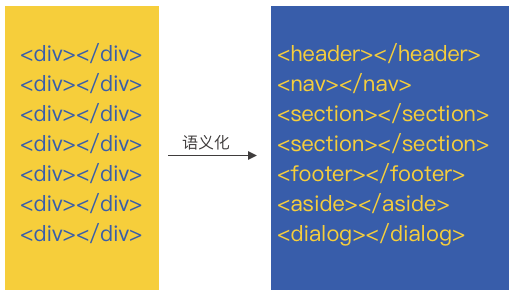 <div></div>
<div></div>
<div></div>
<div></div>
<div></div>
<div></div>
<div></div>
语义化
<header></header>
<nav></nav>
<section></section>
<section></section>
<footer></footer>
<aside></aside>
<dialog></dialog>